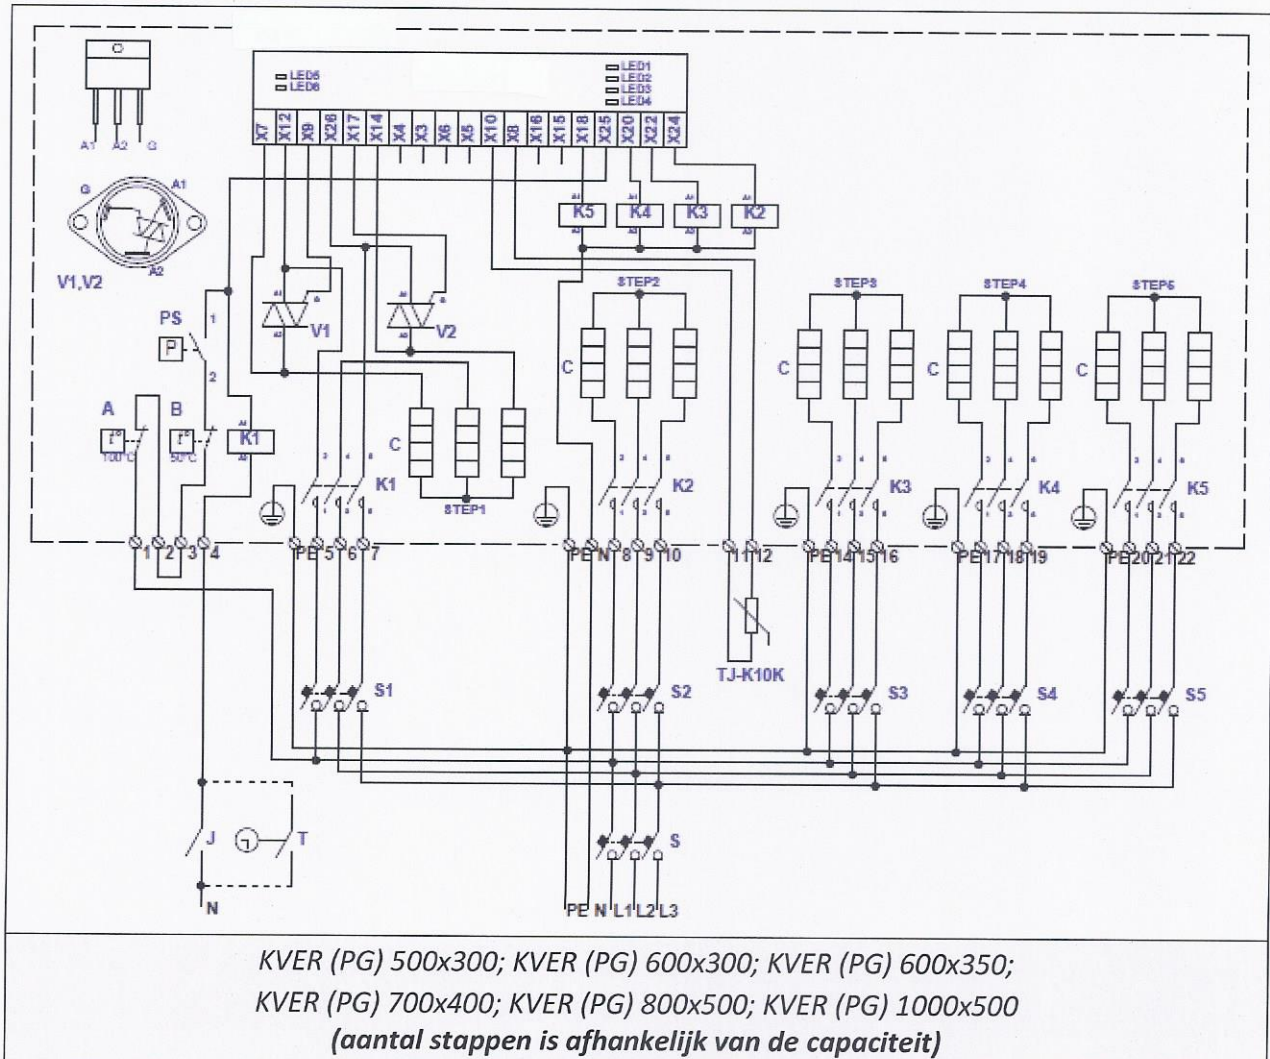 LED5
LED6
LED1
LED2
LED3
LED4
X7 X12 X9 X26 X17 X14 X4 X3 X6 X5 X10 X8 X16 X15 X18 X25 X20 X22 X24
A1 A2 G
G A1
A2
V1,V2
K5 K4 K3 K2
PS
P
1
2
V1
V2
STEP2
STEP3
STEP4
STEP5
C
C
C
C
C
A
t°
100°C
B
t°
50°C
K1
K1
STEP1
K2
K3
K4
K5
1 2 3 4
PE 5 6 7
PE N 8 9 10
11 12
PE 14 15 16
PE 17 18 19
PE 20 21 22
TJ-K10K
S1
S2
S3
S4
S5
J
T
S
N
PE N L1 L2 L3
KVER (PG) 500x300; KVER (PG) 600x300; KVER (PG) 600x350;
KVER (PG) 700x400; KVER (PG) 800x500; KVER (PG) 1000x500
(aantal stappen is afhankelijk van de capaciteit)